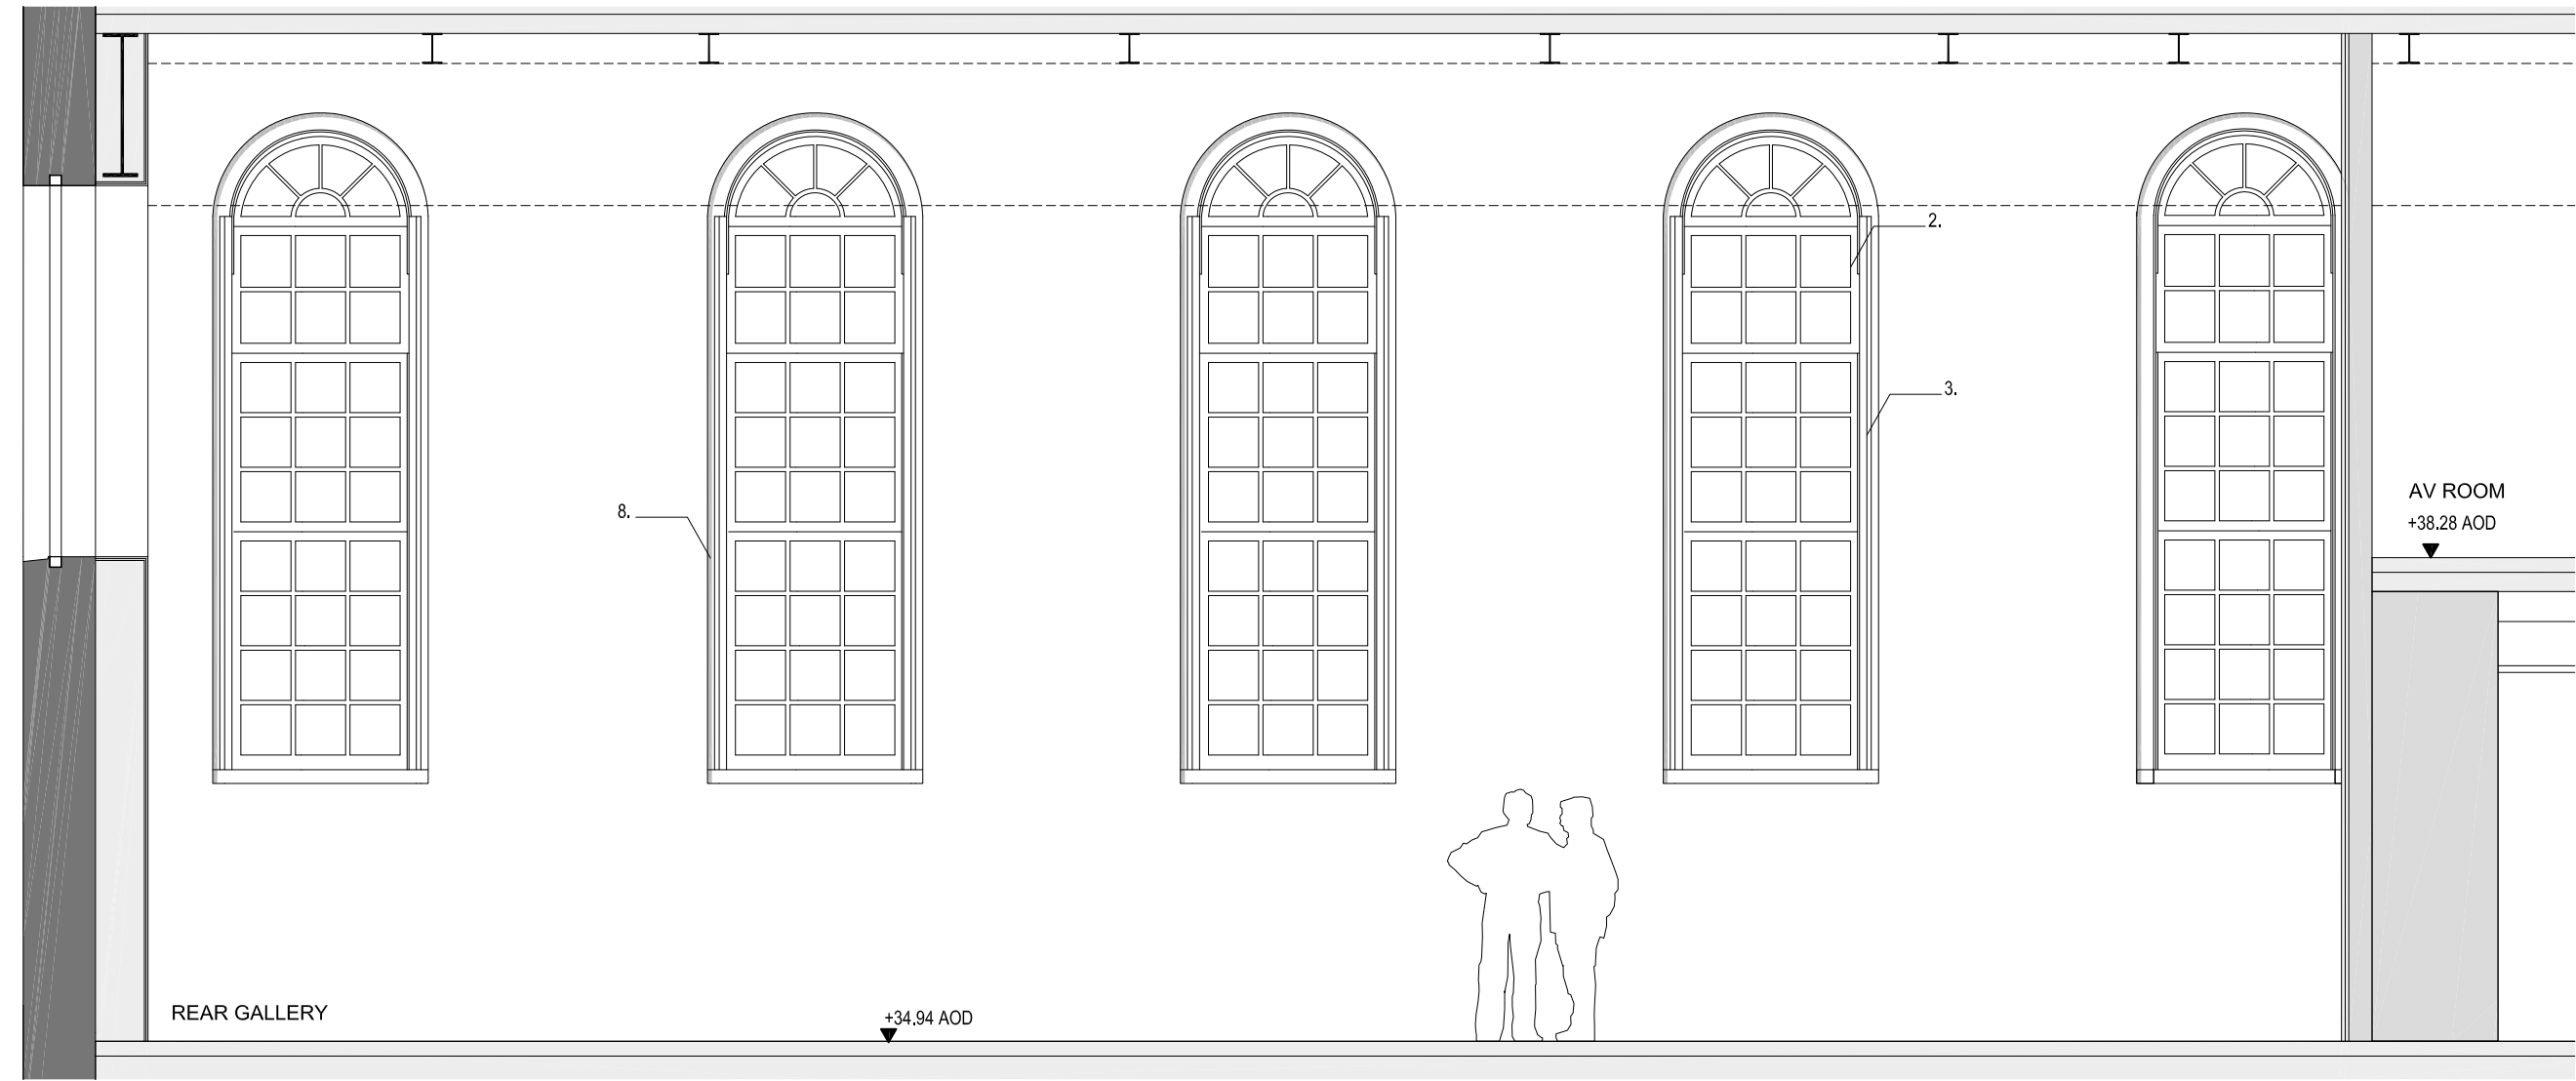 2.
3.
8.
AV ROOM
+38.28 AOD
REAR GALLERY
+34.94 AOD